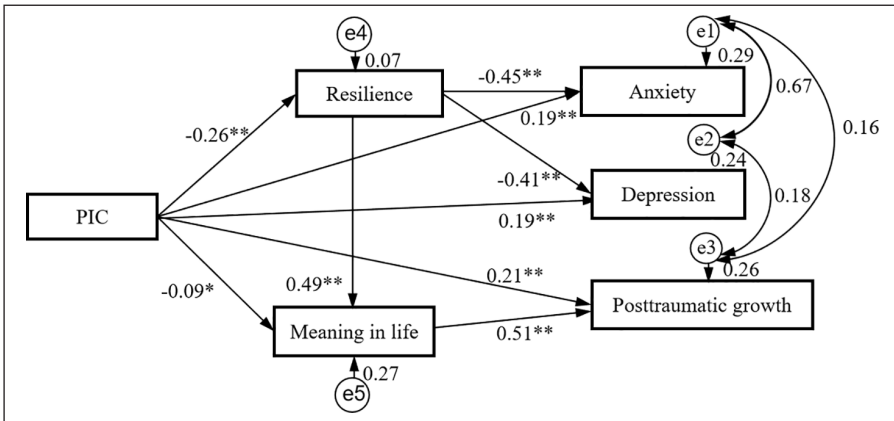 e4
0.07
Resilience
e1
0.29
Anxiety
-0.45**
0.19**
0.67
0.16
-0.26**
e2
0.24
Depression
-0.41**
0.19**
0.18
PIC
e3
0.26
Posttraumatic growth
0.21**
-0.09*
0.49**
Meaning in life
0.51**
0.27
e5